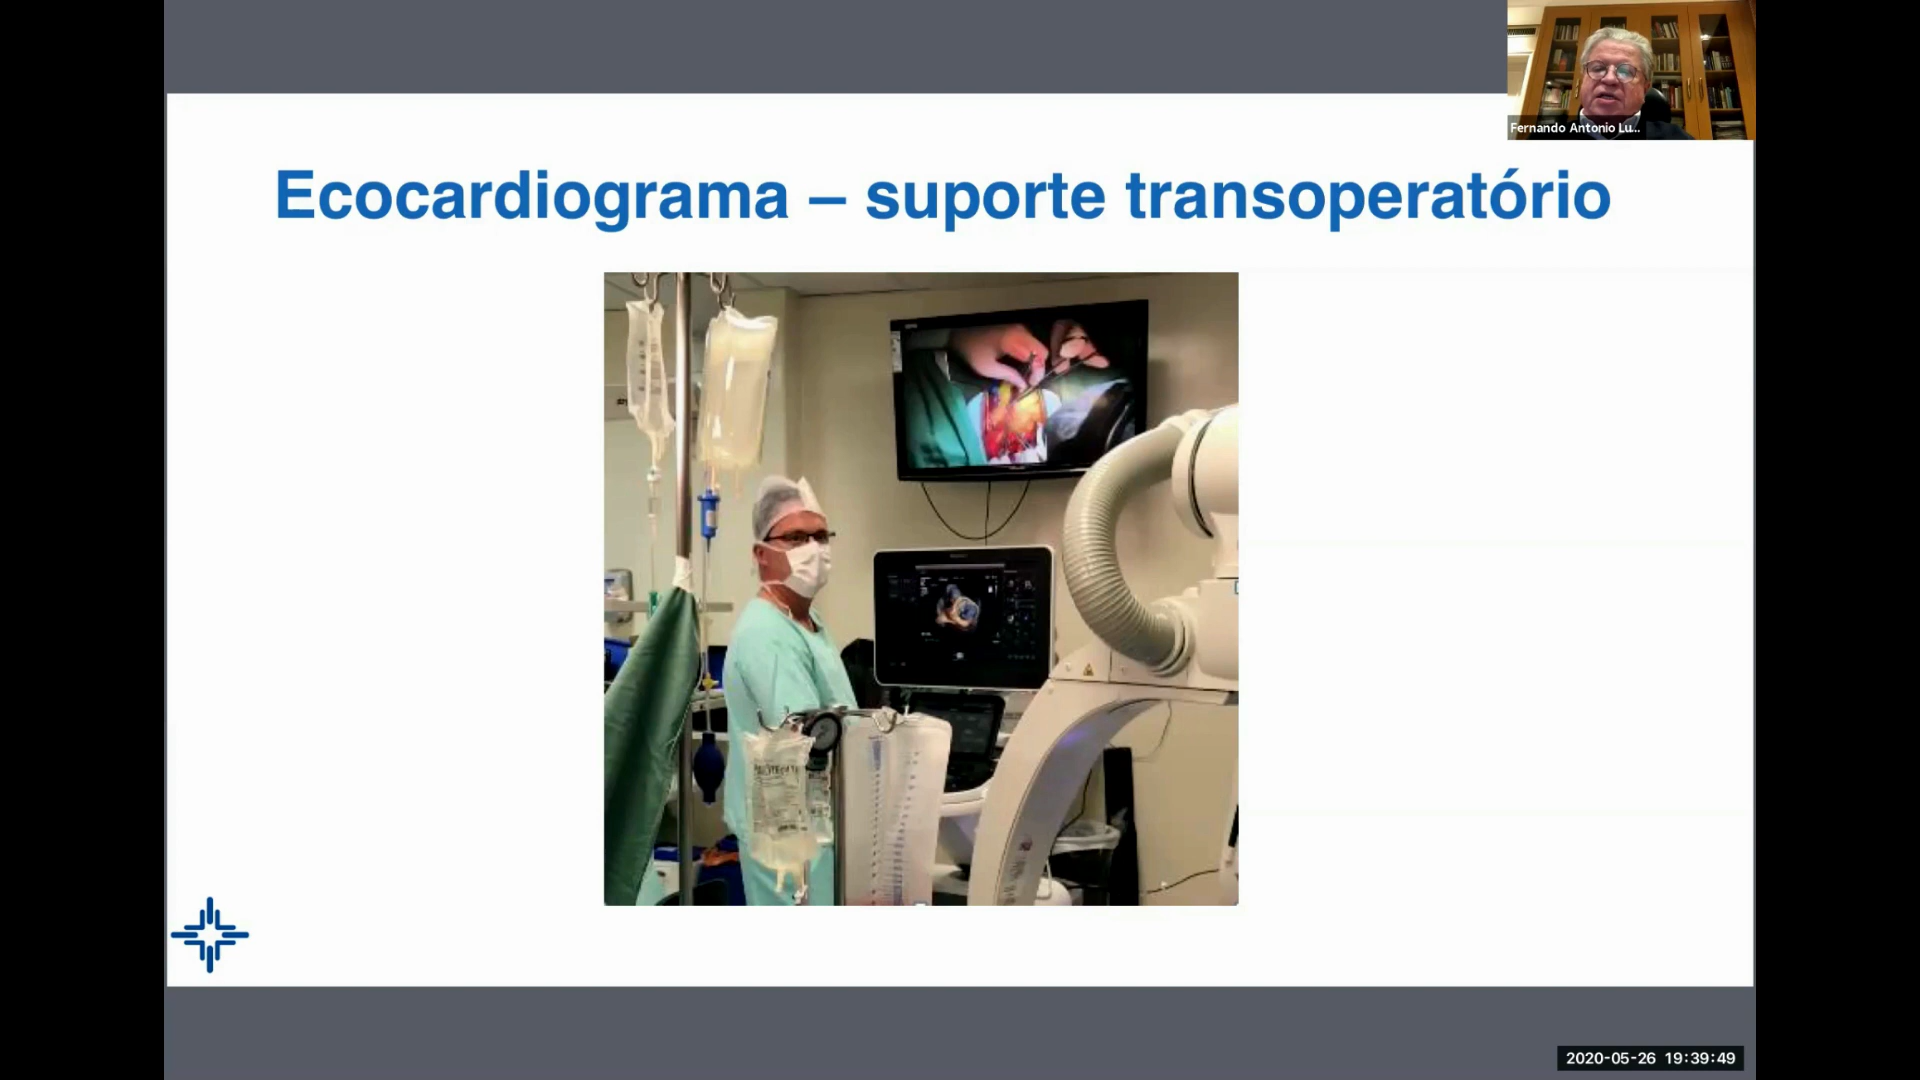 Fernando Antonio Lu...
Ecocardiograma – suporte transoperatório
2020-05-26 19:39:49